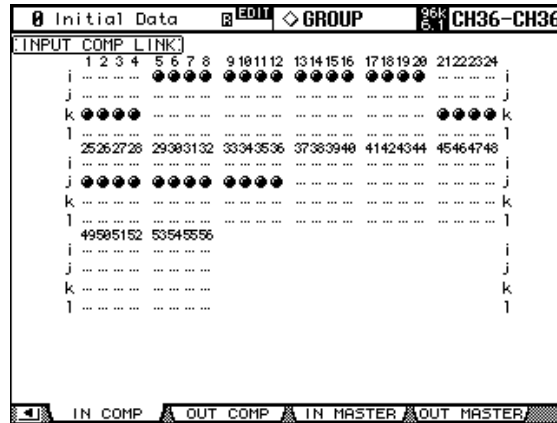 0 Initial Data R EDIT ◇ GROUP 96k 6.1 CH36-CH36
INPUT COMP LINK
1 2 3 4 5 6 7 8 9 10 11 12 13 14 15 16 17 18 19 20 21 22 23 24
i i
j j
k k
l l
25 26 27 28 29 30 31 32 33 34 35 36 37 38 39 40 41 42 43 44 45 46 47 48
i i
j j
k k
l l
49 50 51 52 53 54 55 56
i i
j j
k k
l l
IN COMP OUT COMP IN MASTER OUT MASTER